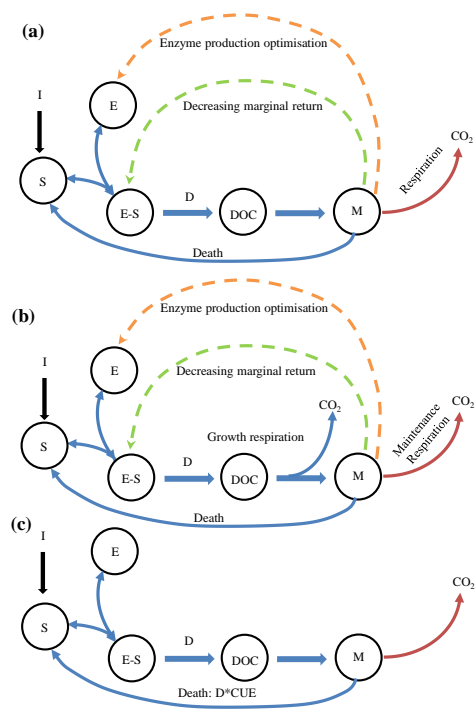 (a)
Enzyme production optimisation
I
E
Decreasing marginal return
CO2
Respiration
S
D
E-S
DOC
M
Death
(b)
Enzyme production optimisation
I
E
Decreasing marginal return
CO2
CO2
Maintenance
Respiration
Growth respiration
S
D
E-S
DOC
M
Death
(c)
I
E
CO2
S
D
E-S
DOC
M
Death: D*CUE